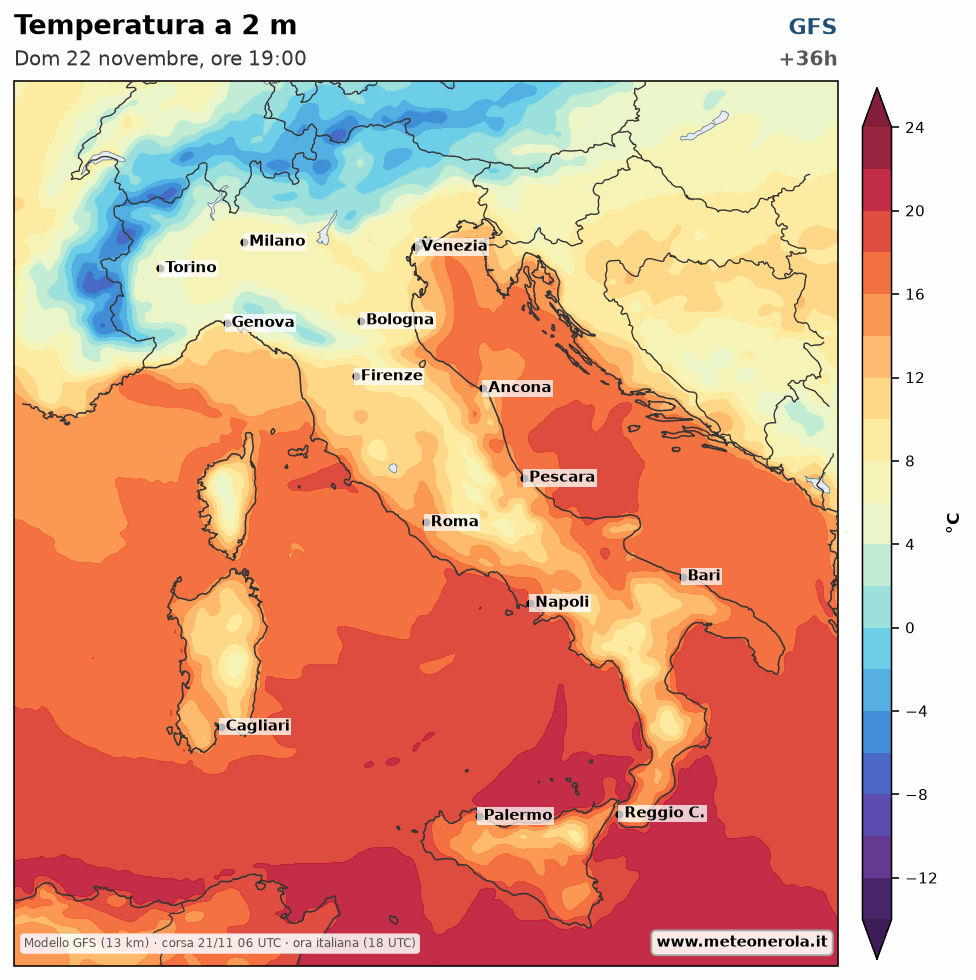 Temperatura a 2 m
GFS
Dom 22 novembre, ore 19:00
+36h
Milano
Venezia
Torino
Genova
Bologna
Firenze
Ancona
Pescara
Roma
Bari
Napoli
Cagliari
Palermo
Reggio C.
24
20
16
12
8
4
0
−4
−8
−12
°C
Modello GFS (13 km) · corsa 21/11 06 UTC · ora italiana (18 UTC)
www.meteonerola.it